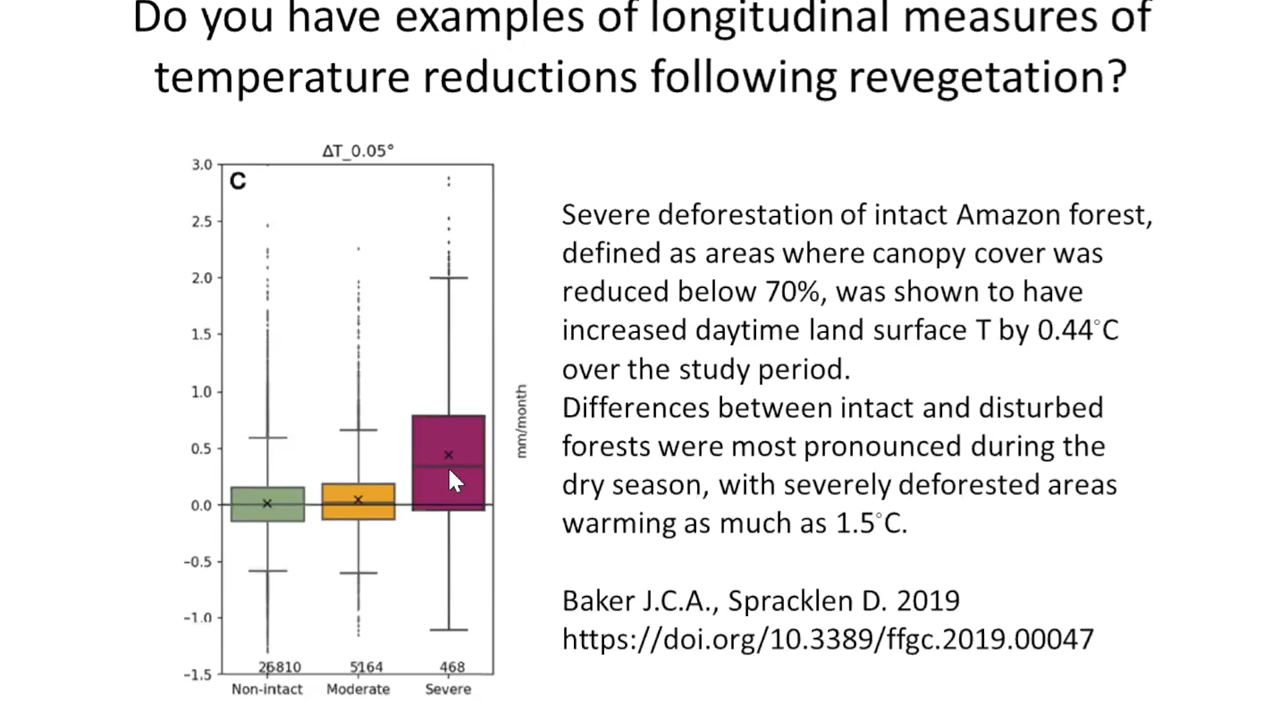 Do you have examples of longitudinal measures of
temperature reductions following revegetation?
ΔT_0.05°
C
3.0
2.5
2.0
1.5
1.0
0.5
0.0
−0.5
−1.0
−1.5
26810 5164 468
Non-intact Moderate Severe
mm/month
Severe deforestation of intact Amazon forest,
defined as areas where canopy cover was
reduced below 70%, was shown to have
increased daytime land surface T by 0.44°C
over the study period.
Differences between intact and disturbed
forests were most pronounced during the
dry season, with severely deforested areas
warming as much as 1.5°C.
Baker J.C.A., Spracklen D. 2019
https://doi.org/10.3389/ffgc.2019.00047